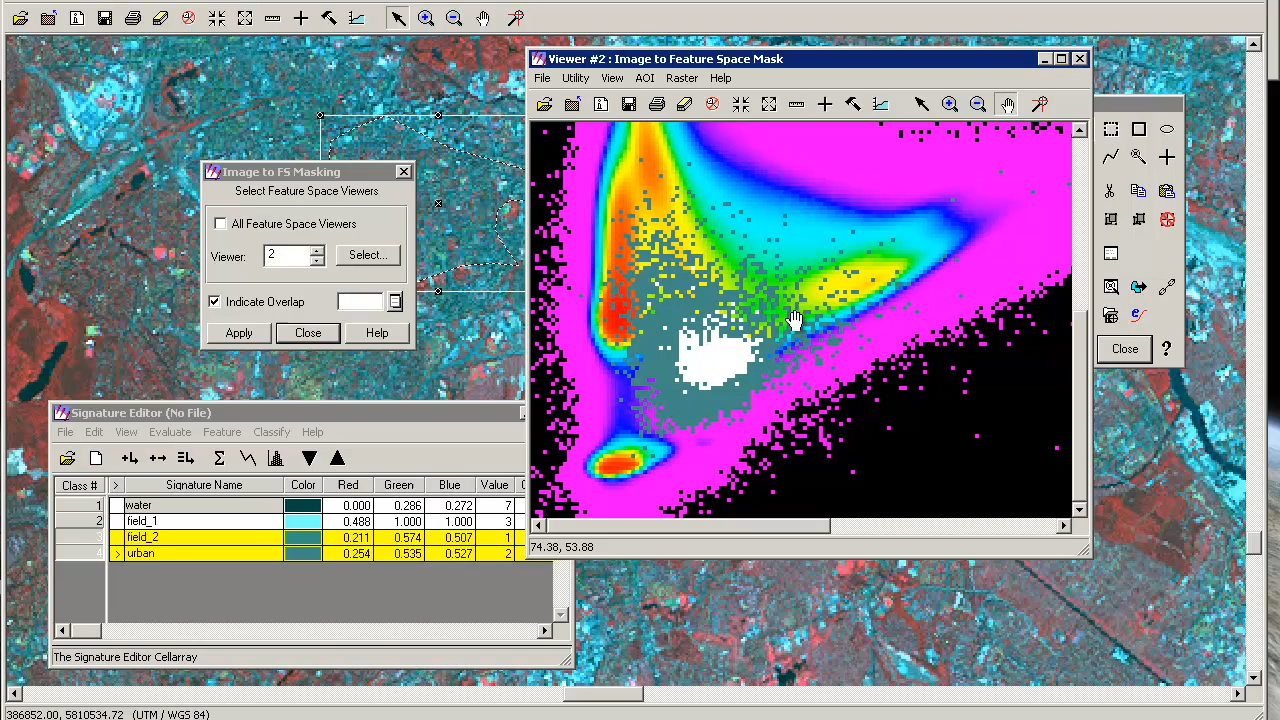 Viewer #2 : Image to Feature Space Mask
File Utility View AOI Raster Help
Image to FS Masking
Select Feature Space Viewers
All Feature Space Viewers
Viewer: 2 Select...
Indicate Overlap
Apply Close Help
Close ?
Signature Editor (No File)
File Edit View Evaluate Feature Classify Help
Class # > Signature Name Color Red Green Blue Value
1 water 0.000 0.286 0.272 7
2 field_1 0.488 1.000 1.000 3
3 field_2 0.211 0.574 0.507 1
4 > urban 0.254 0.535 0.527 2
The Signature Editor Cellarray
74.38, 53.88
386852.00, 5810534.72 (UTM / WGS 84)